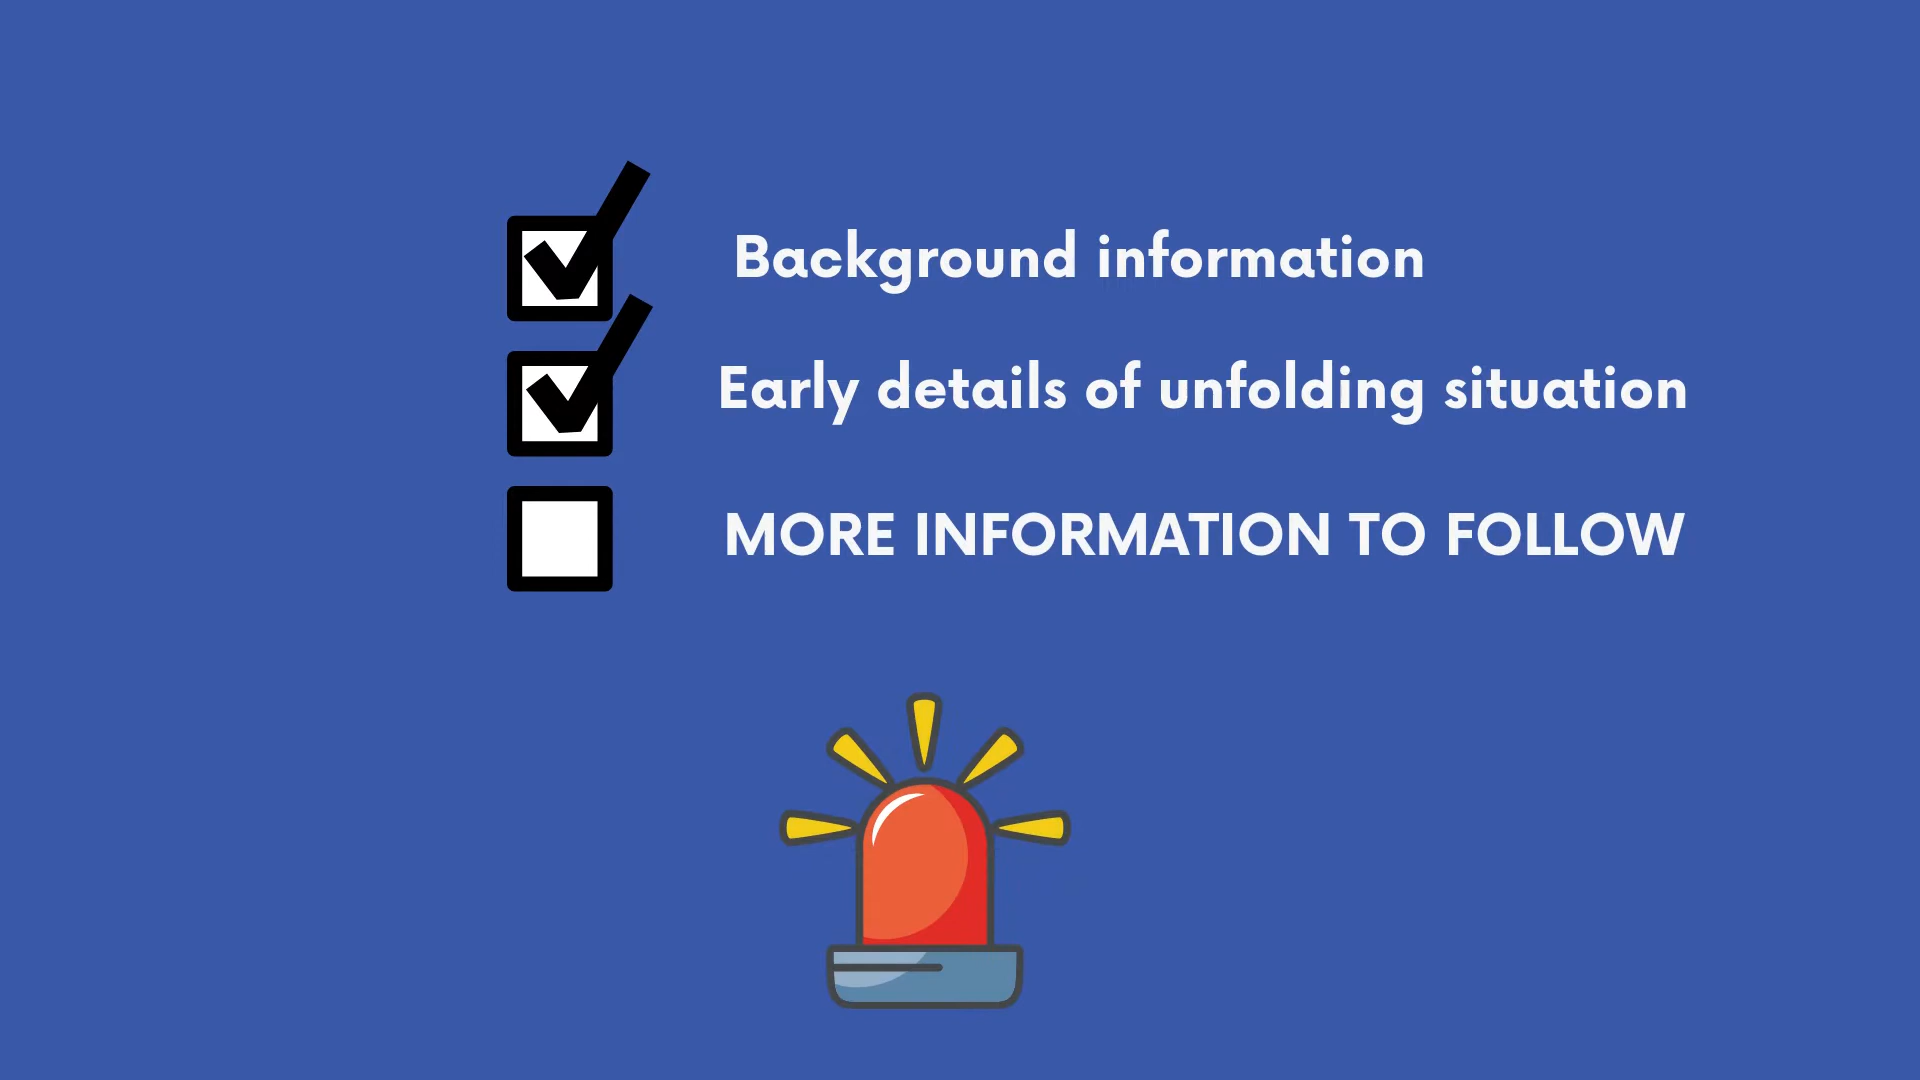 Background information
Early details of unfolding situation
MORE INFORMATION TO FOLLOW